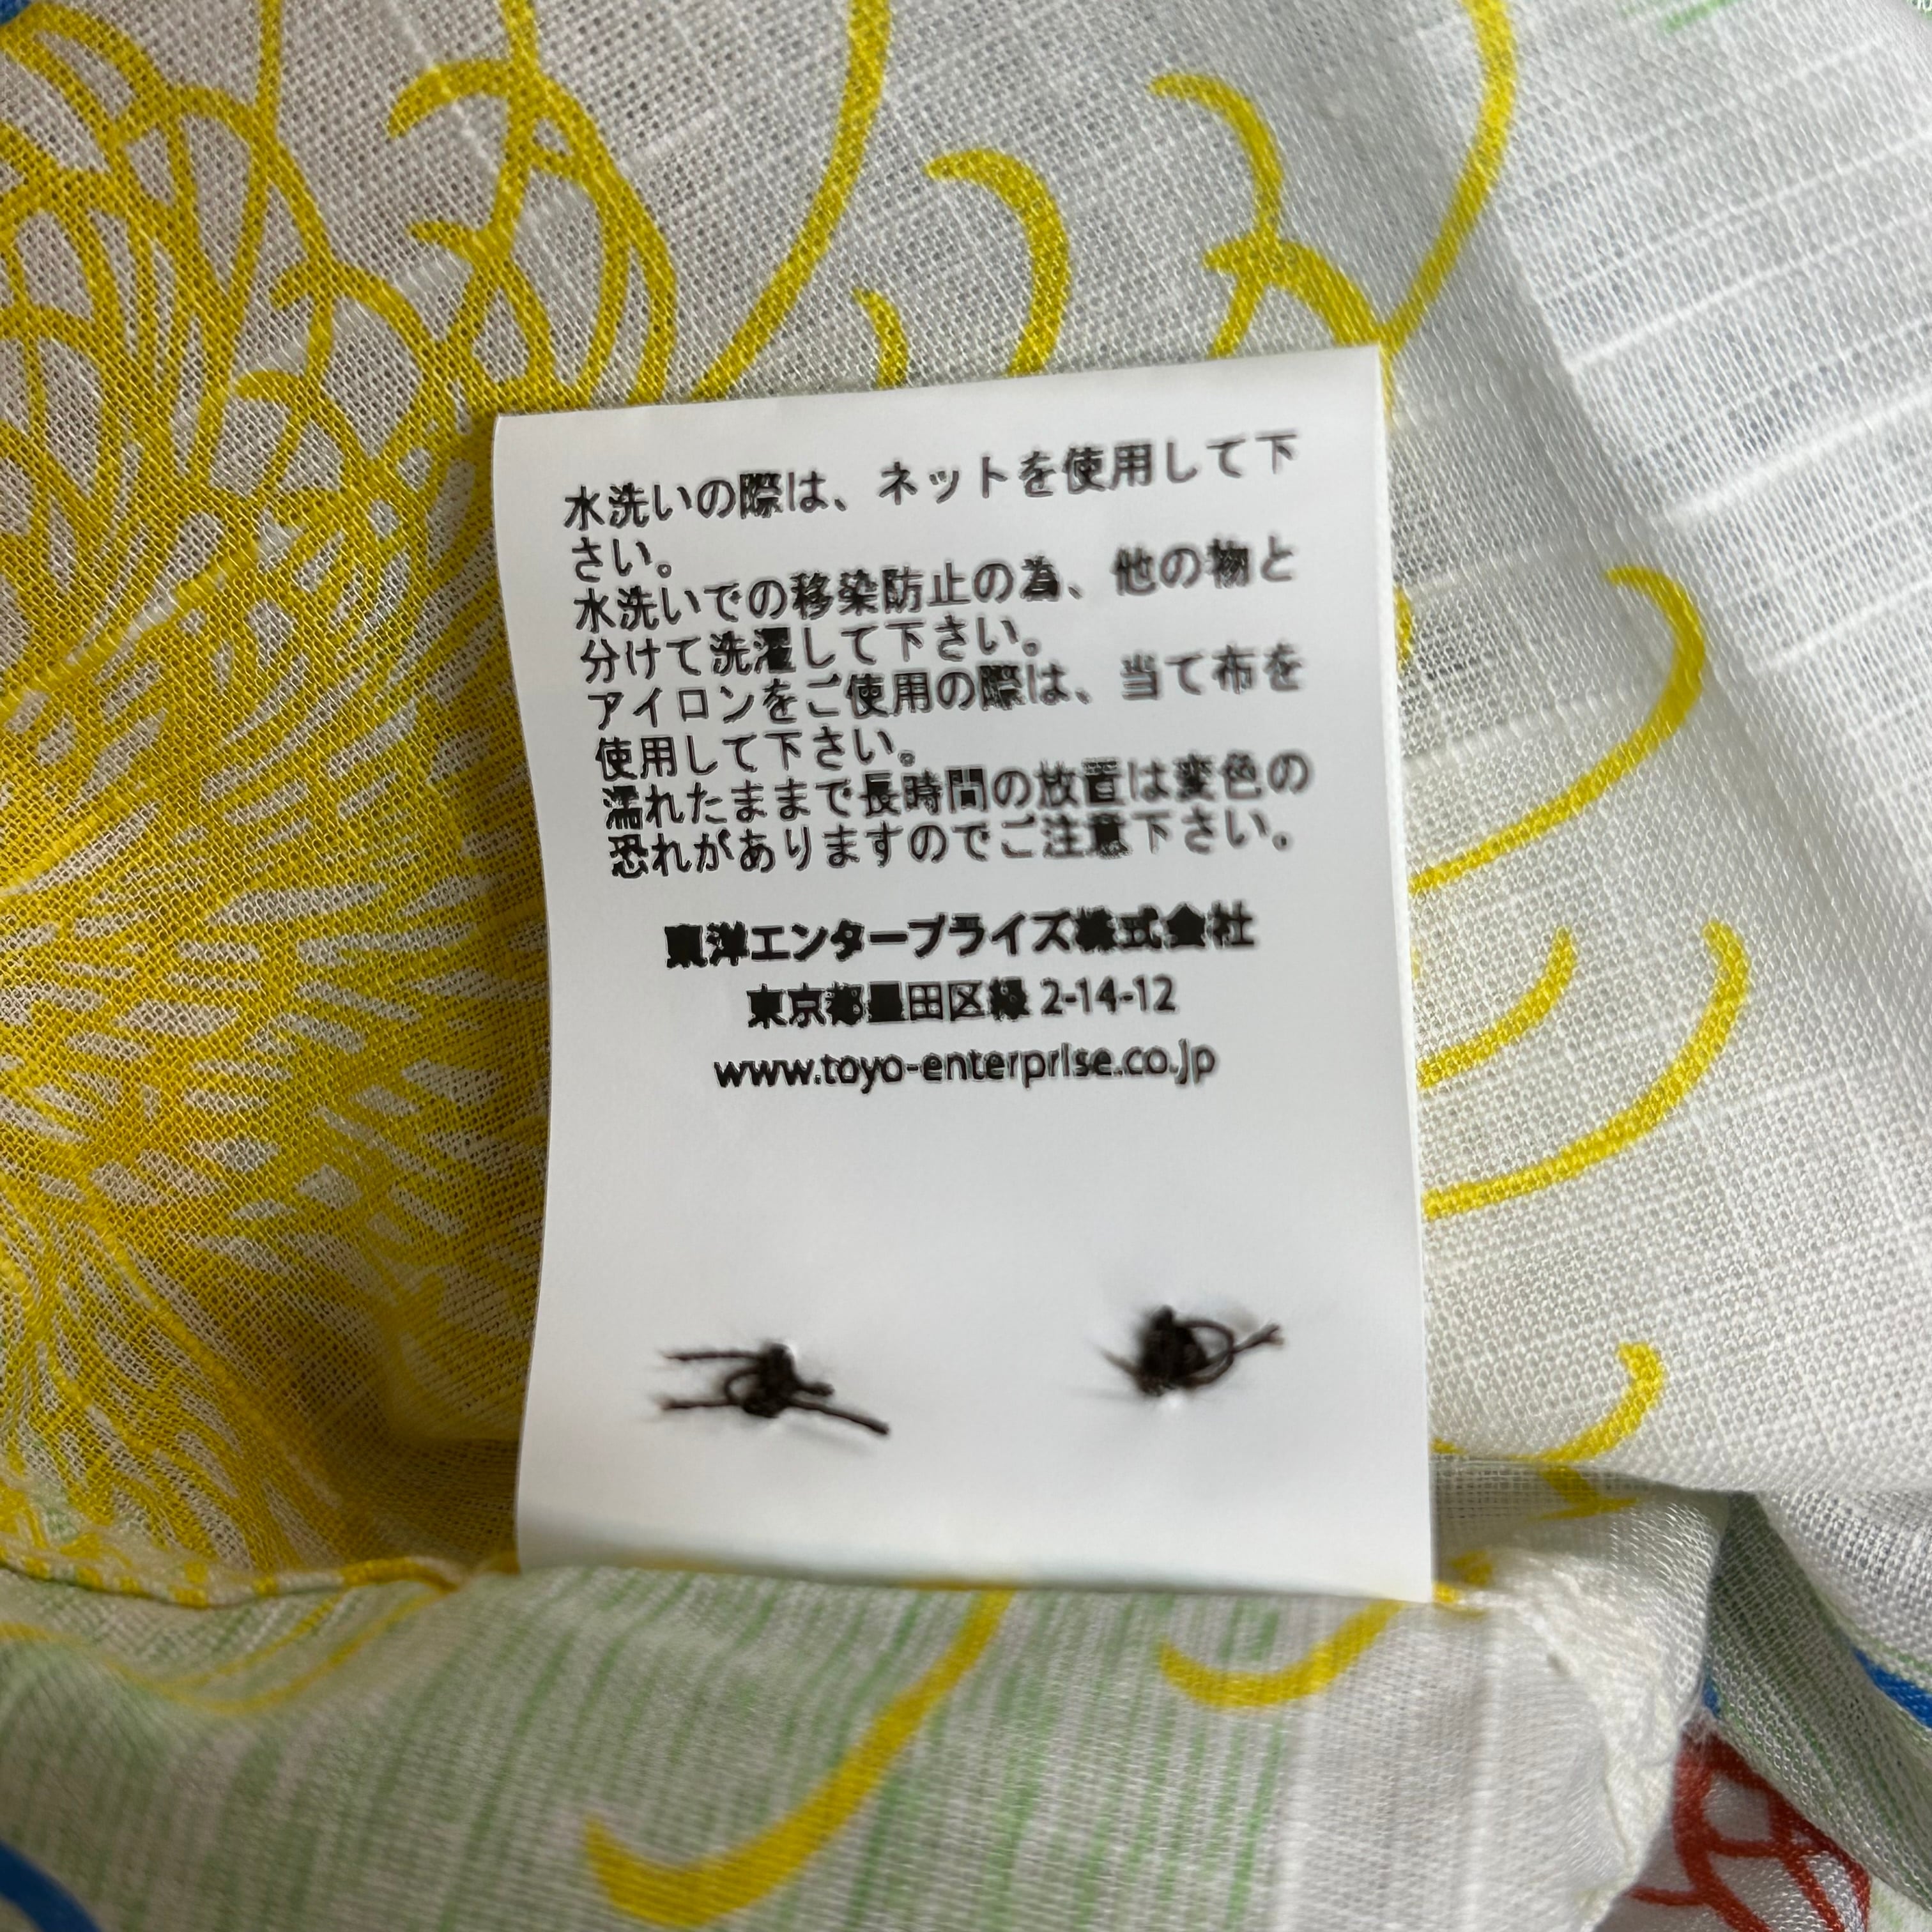 水洗いの際は、ネットを使用して下
さい。
水洗いでの移染防止の為、他の物と
分けて洗濯して下さい。
アイロンをご使用の際は、当て布を
使用して下さい。
濡れたままで長時間の放置は変色の
恐れがありますのでご注意下さい。
東洋エンタープライズ株式会社
東京都墨田区緑 2-14-12
www.toyo-enterprise.co.jp